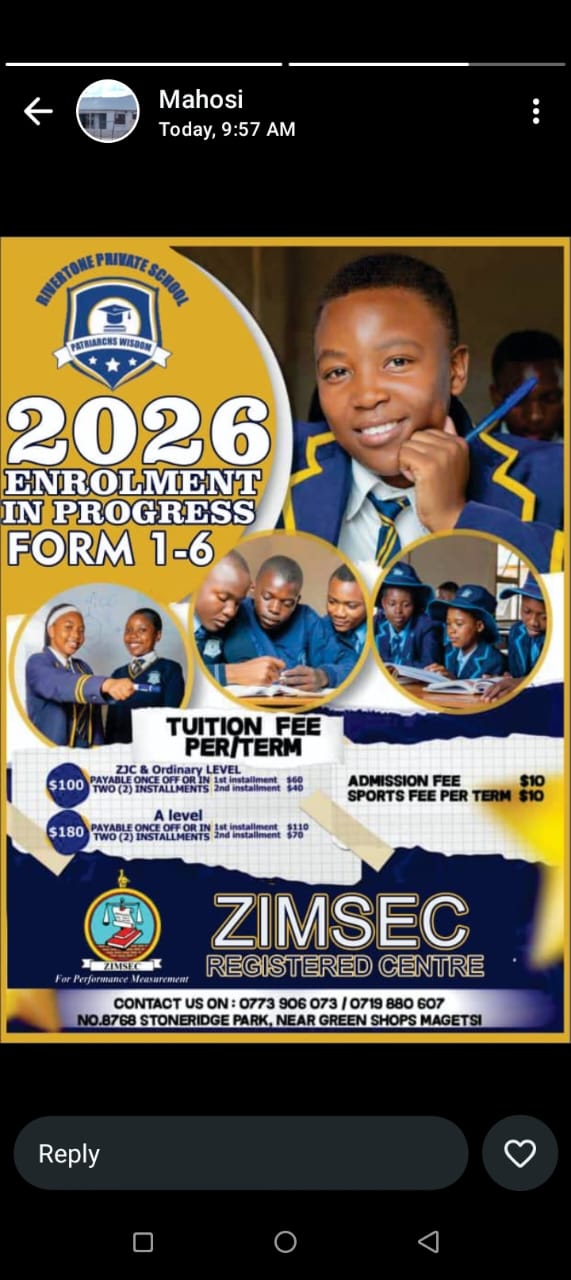 Mahosi
Today, 9:57 AM
RIVERTONE PRIVATE SCHOOL
PATRIARCHS WISDOM
2026
ENROLMENT
IN PROGRESS
FORM 1-6
TUITION FEE
PER/TERM
ZJC & Ordinary LEVEL
$100 PAYABLE ONCE OFF OR IN 1st installment $60
TWO (2) INSTALLMENTS 2nd installment $40
A level
$180 PAYABLE ONCE OFF OR IN 1st installment $110
TWO (2) INSTALLMENTS 2nd installment $70
ADMISSION FEE $10
SPORTS FEE PER TERM $10
ZIMSEC
For Performance Measurement
ZIMSEC
REGISTERED CENTRE
CONTACT US ON : 0773 906 073 / 0719 880 607
NO.8768 STONERIDGE PARK, NEAR GREEN SHOPS MAGETSI
Reply